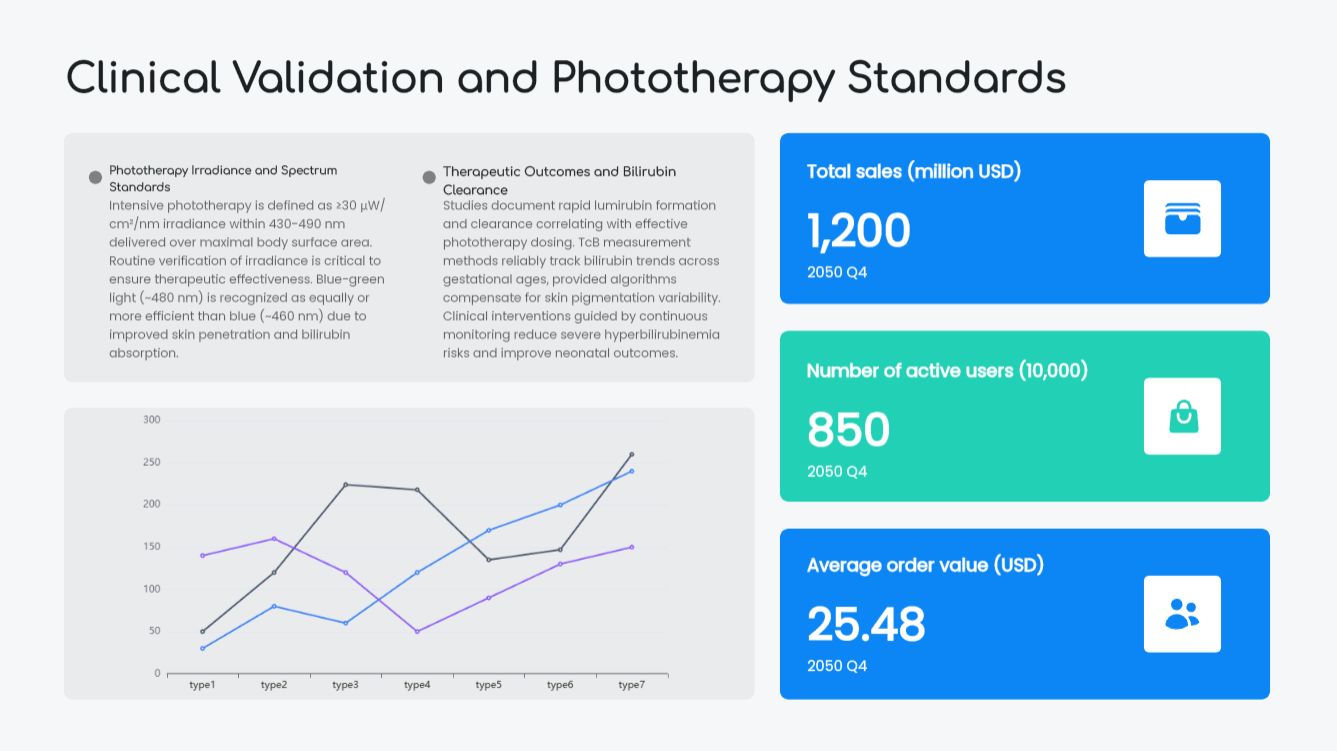 Clinical Validation and Phototherapy Standards
Phototherapy Irradiance and Spectrum
Standards
Intensive phototherapy is defined as ≥30 μW/
cm²/nm irradiance within 430–490 nm
delivered over maximal body surface area.
Routine verification of irradiance is critical to
ensure therapeutic effectiveness. Blue-green
light (~480 nm) is recognized as equally or
more efficient than blue (~460 nm) due to
improved skin penetration and bilirubin
absorption.
Therapeutic Outcomes and Bilirubin
Clearance
Studies document rapid lumirubin formation
and clearance correlating with effective
phototherapy dosing. TcB measurement
methods reliably track bilirubin trends across
gestational ages, provided algorithms
compensate for skin pigmentation variability.
Clinical interventions guided by continuous
monitoring reduce severe hyperbilirubinemia
risks and improve neonatal outcomes.
300
250
200
150
100
50
0
type1 type2 type3 type4 type5 type6 type7
Total sales (million USD)
1,200
2050 Q4
Number of active users (10,000)
850
2050 Q4
Average order value (USD)
25.48
2050 Q4